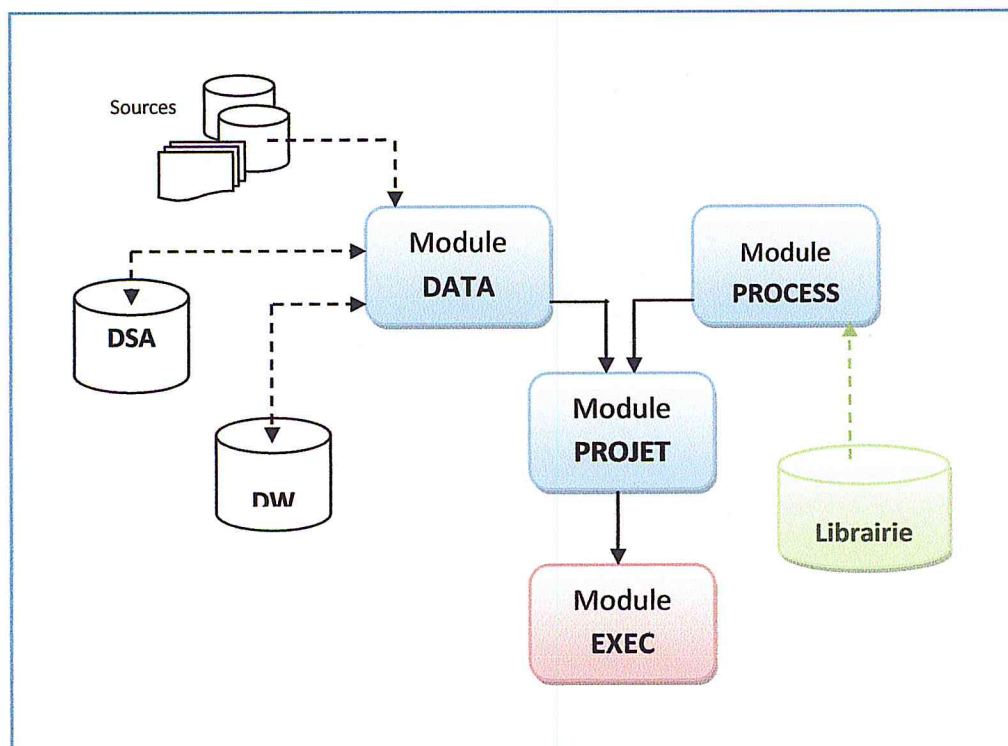 Sources
Module
DATA
Module
PROCESS
DSA
Module
PROJET
DW
Librairie
Module
EXEC